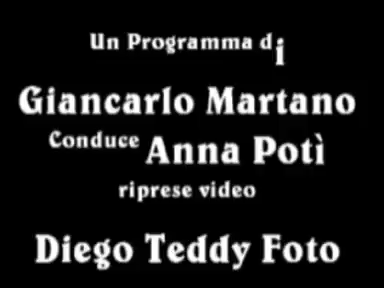 Un Programma di
Giancarlo Martano
Conduce Anna Potì
riprese video
Diego Teddy Foto